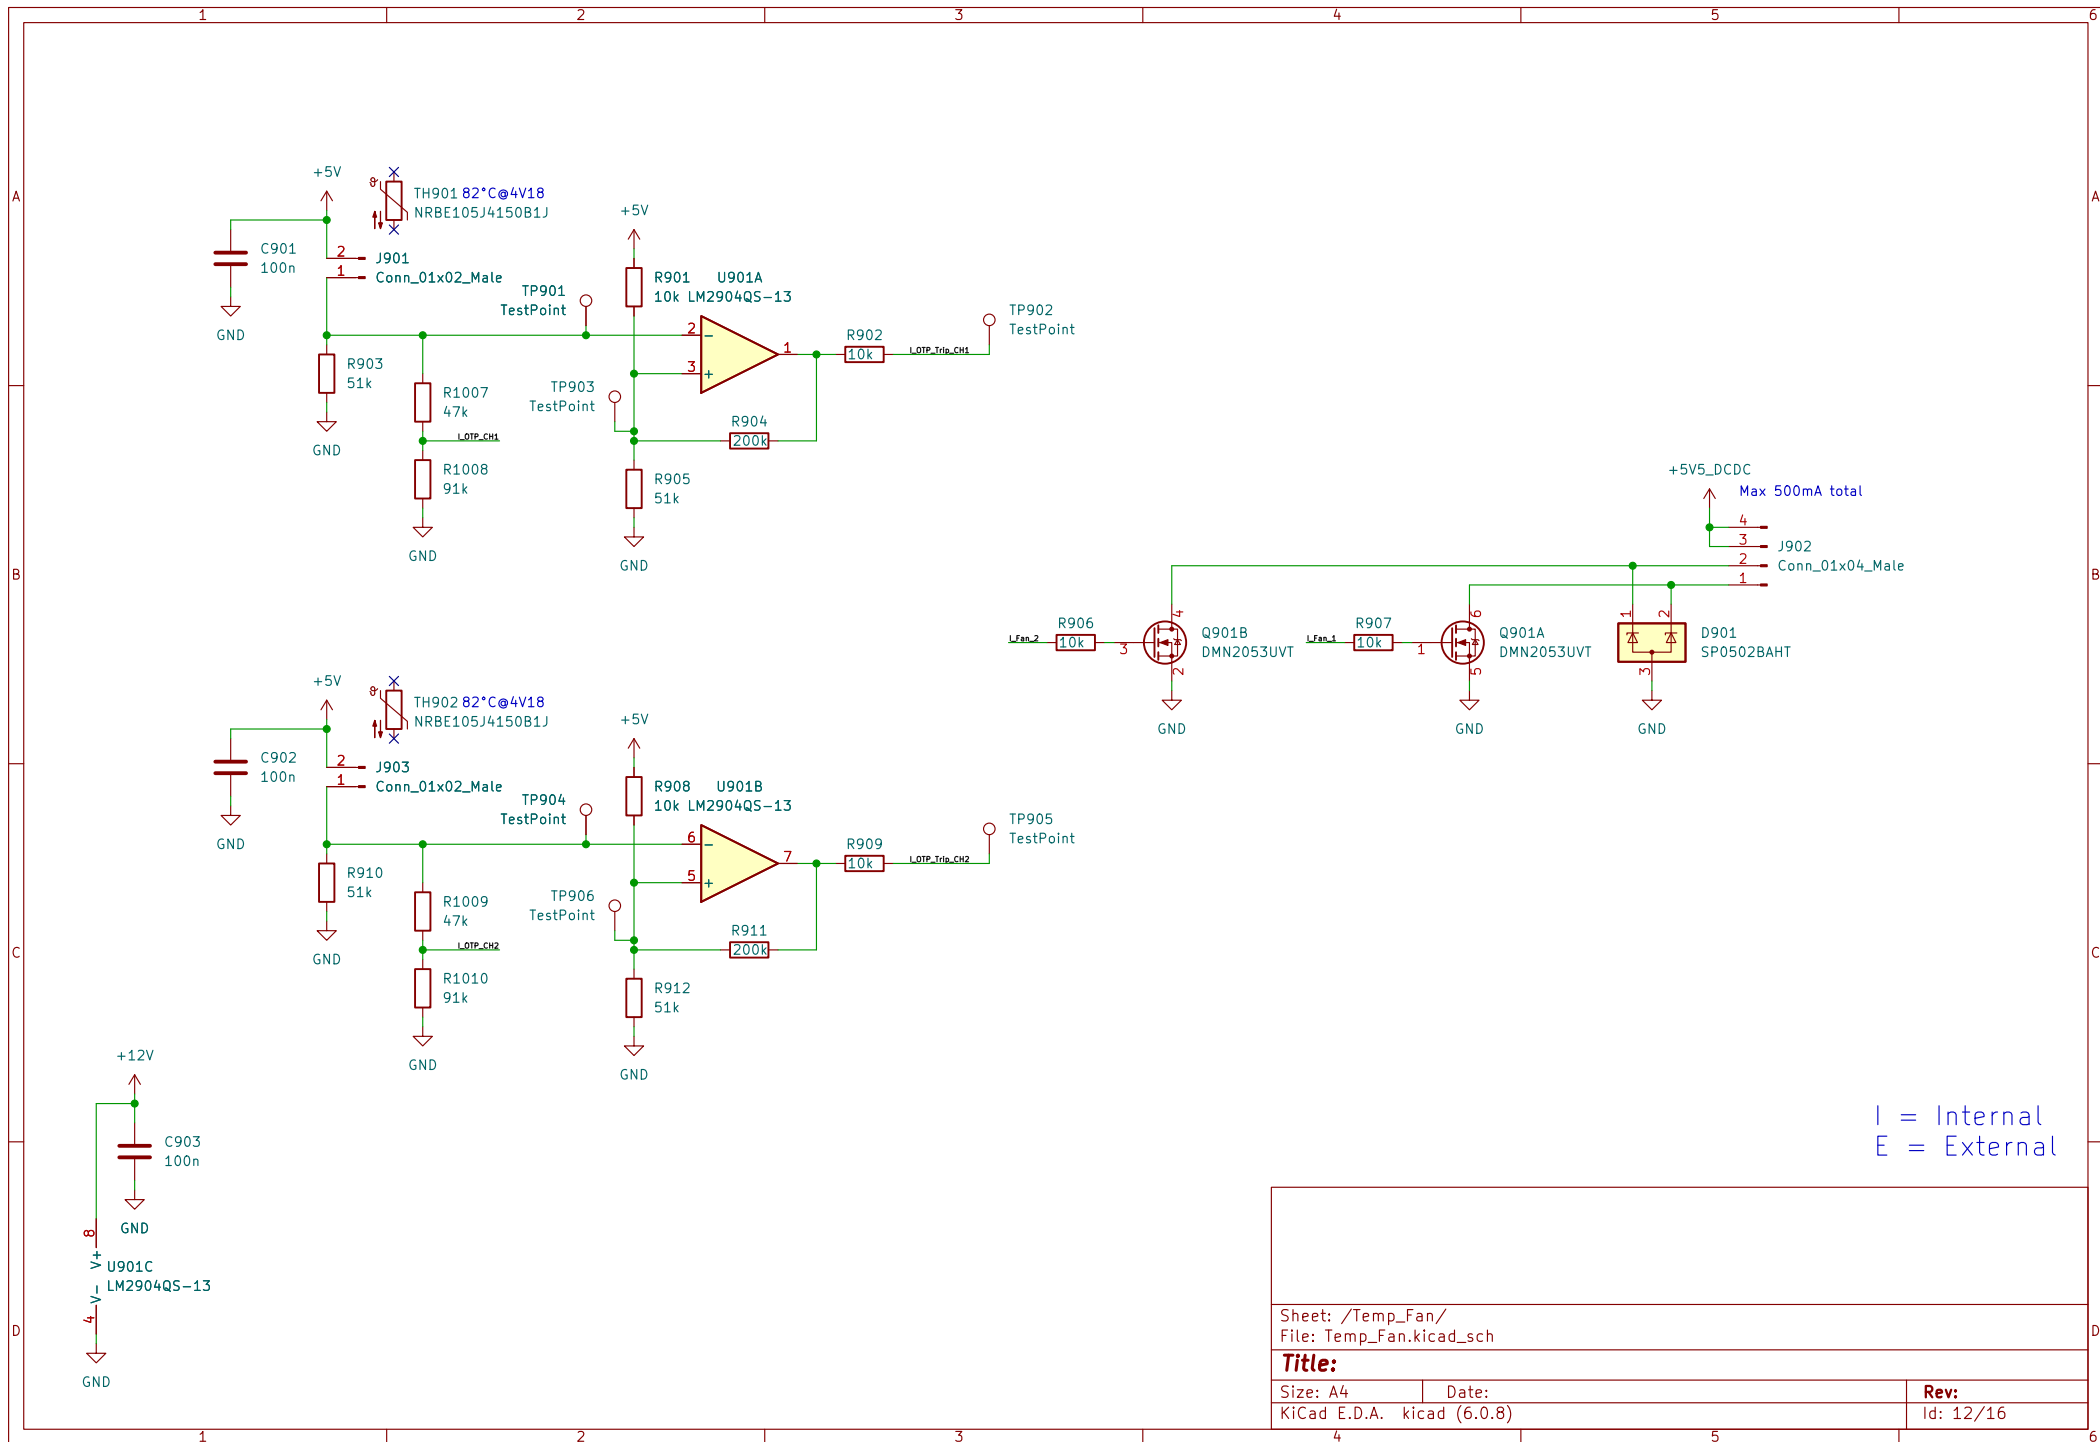 1 2 3 4 5 6
A
B
C
D
A
B
C
D
+5V
TH901 82°C@4V18
NRBE105J4150B1J
C901
100n
GND
2
1
J901
Conn_01x02_Male
R903
51k
GND
R1007
47k
I_OTP_CH1
R1008
91k
GND
TP901
TestPoint
TP903
TestPoint
+5V
R901
10k
U901A
LM2904QS-13
2
3
1
−
+
R904
200k
R905
51k
GND
R902
10k
I_OTP_Trip_CH1
TP902
TestPoint
+5V5_DCDC
Max 500mA total
4
3
2
1
J902
Conn_01x04_Male
I_Fan_2
R906
10k
3
4
2
Q901B
DMN2053UVT
GND
I_Fan_1
R907
10k
1
6
5
Q901A
DMN2053UVT
GND
1
2
3
D901
SP0502BAHT
GND
+5V
TH902 82°C@4V18
NRBE105J4150B1J
C902
100n
GND
2
1
J903
Conn_01x02_Male
R910
51k
GND
R1009
47k
I_OTP_CH2
R1010
91k
GND
TP904
TestPoint
TP906
TestPoint
+5V
R908
10k
U901B
LM2904QS-13
6
5
7
−
+
R911
200k
R912
51k
GND
R909
10k
I_OTP_Trip_CH2
TP905
TestPoint
+12V
C903
100n
GND
8
V+
U901C
LM2904QS-13
V−
4
GND
I = Internal
E = External
Sheet: /Temp_Fan/
File: Temp_Fan.kicad_sch
Title:
Size: A4 Date: Rev:
KiCad E.D.A. kicad (6.0.8) Id: 12/16
1 2 3 4 5 6